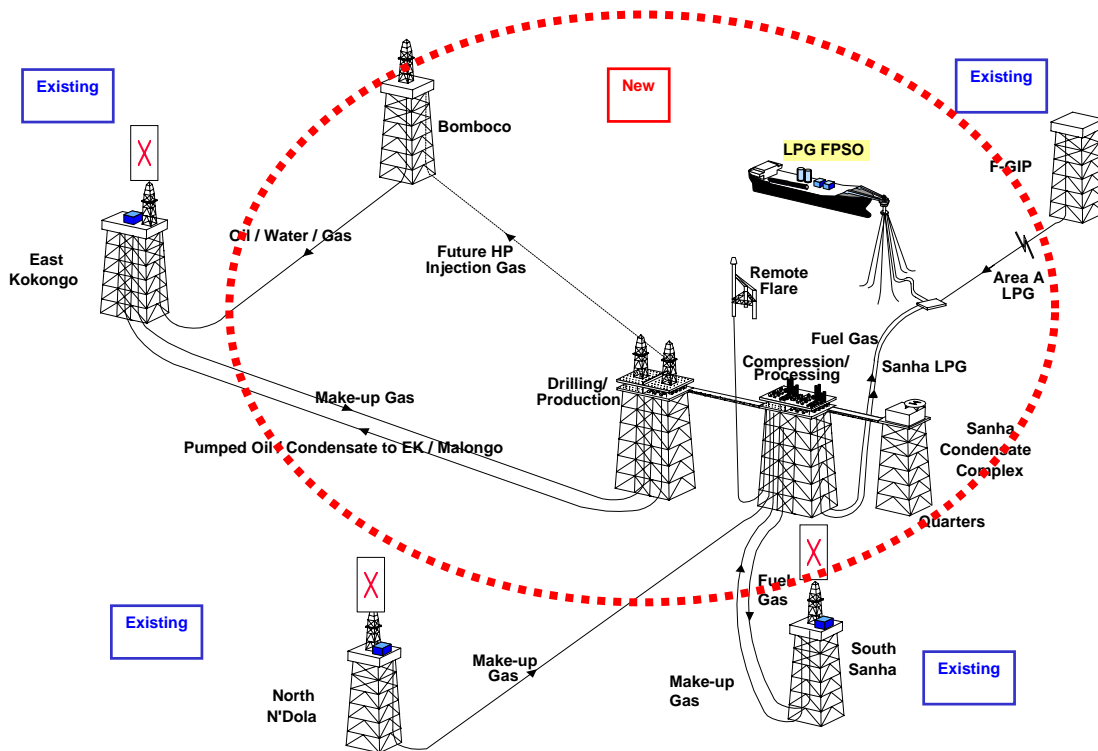 Existing
New
Existing
Bomboco
LPG FPSO
F-GIP
Oil / Water / Gas
East
Kokongo
Future HP
Injection Gas
Remote
Flare
Area A
LPG
Fuel Gas
Compression/
Processing
Sanha LPG
Drilling/
Production
Make-up Gas
Pumped Oil / Condensate to EK / Malongo
Sanha
Condensate
Complex
Quarters
Fuel
Gas
Existing
Make-up
Gas
South
Sanha
Existing
Make-up
Gas
North
N'Dola